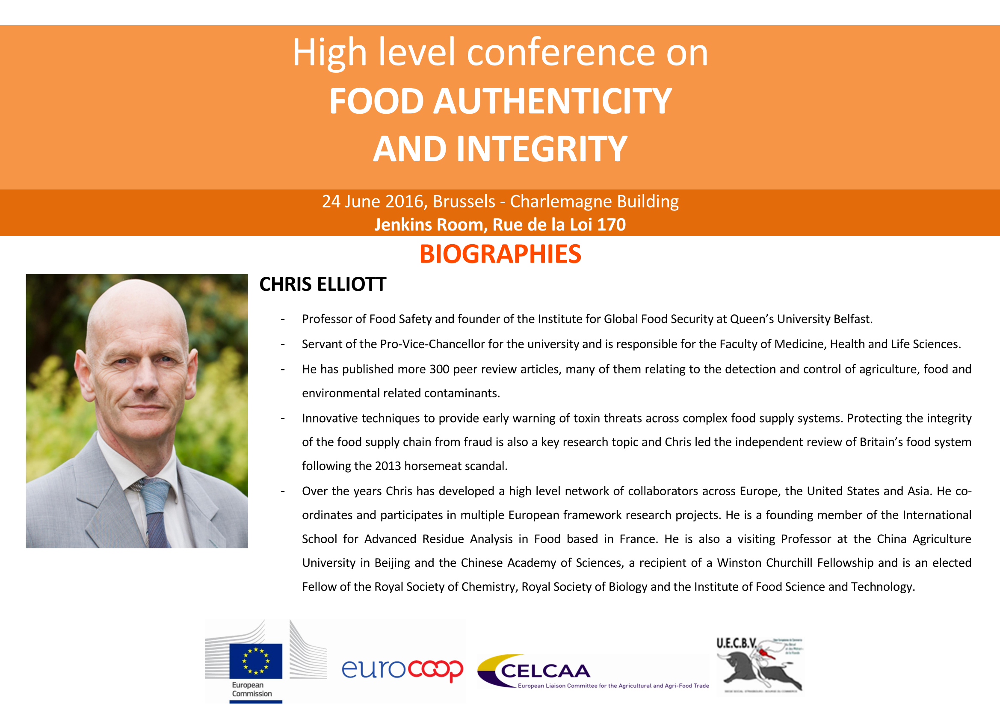 High level conference on
FOOD AUTHENTICITY
AND INTEGRITY
24 June 2016, Brussels - Charlemagne Building
Jenkins Room, Rue de la Loi 170
BIOGRAPHIES
CHRIS ELLIOTT
- Professor of Food Safety and founder of the Institute for Global Food Security at Queen’s University Belfast.
- Servant of the Pro-Vice-Chancellor for the university and is responsible for the Faculty of Medicine, Health and Life Sciences.
- He has published more 300 peer review articles, many of them relating to the detection and control of agriculture, food and
environmental related contaminants.
- Innovative techniques to provide early warning of toxin threats across complex food supply systems. Protecting the integrity
of the food supply chain from fraud is also a key research topic and Chris led the independent review of Britain’s food system
following the 2013 horsemeat scandal.
- Over the years Chris has developed a high level network of collaborators across Europe, the United States and Asia. He co-
ordinates and participates in multiple European framework research projects. He is a founding member of the International
School for Advanced Residue Analysis in Food based in France. He is also a visiting Professor at the China Agriculture
University in Beijing and the Chinese Academy of Sciences, a recipient of a Winston Churchill Fellowship and is an elected
Fellow of the Royal Society of Chemistry, Royal Society of Biology and the Institute of Food Science and Technology.
European
Commission
eurocoop
CELCAA
European Liaison Committee for the Agricultural and Agri-Food Trade
U.E.C.B.V.